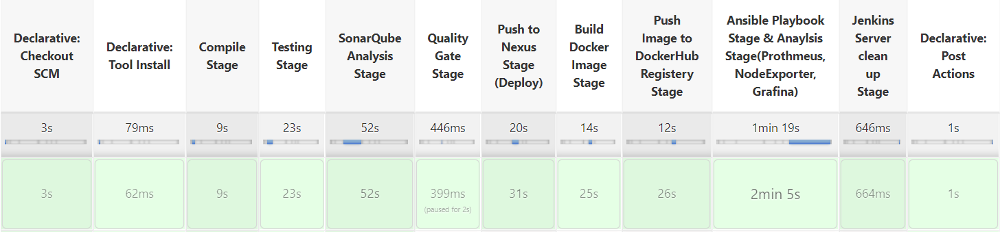 Declarative:
Checkout
SCM
Declarative:
Tool Install
Compile
Stage
Testing
Stage
SonarQube
Analysis
Stage
Quality
Gate
Stage
Push to
Nexus
Stage
(Deploy)
Build
Docker
Image
Stage
Push
Image to
DockerHub
Registery
Stage
Ansible Playbook
Stage & Anaylsis
Stage(Prothmeus,
NodeExporter,
Grafina)
Jenkins
Server
clean
up
Stage
Declarative:
Post
Actions
3s
79ms
9s
23s
52s
446ms
20s
14s
12s
1min 19s
646ms
1s
3s
62ms
9s
23s
52s
399ms
(paused for 2s)
31s
25s
26s
2min 5s
664ms
1s